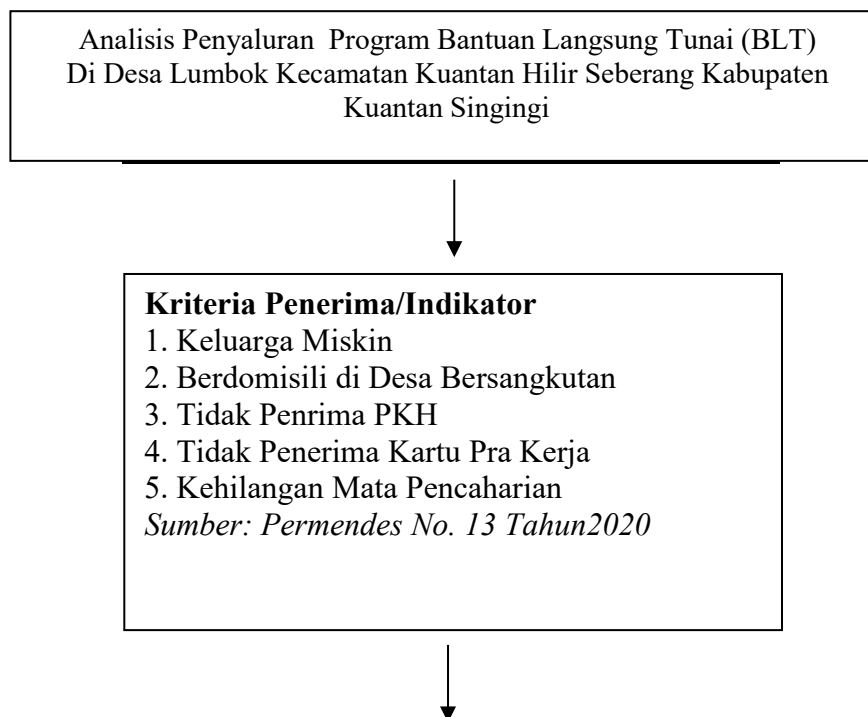 Analisis Penyaluran Program Bantuan Langsung Tunai (BLT)
Di Desa Lumbok Kecamatan Kuantan Hilir Seberang Kabupaten
Kuantan Singingi
Kriteria Penerima/Indikator
1. Keluarga Miskin
2. Berdomisili di Desa Bersangkutan
3. Tidak Penrima PKH
4. Tidak Penerima Kartu Pra Kerja
5. Kehilangan Mata Pencaharian
Sumber: Permendes No. 13 Tahun2020